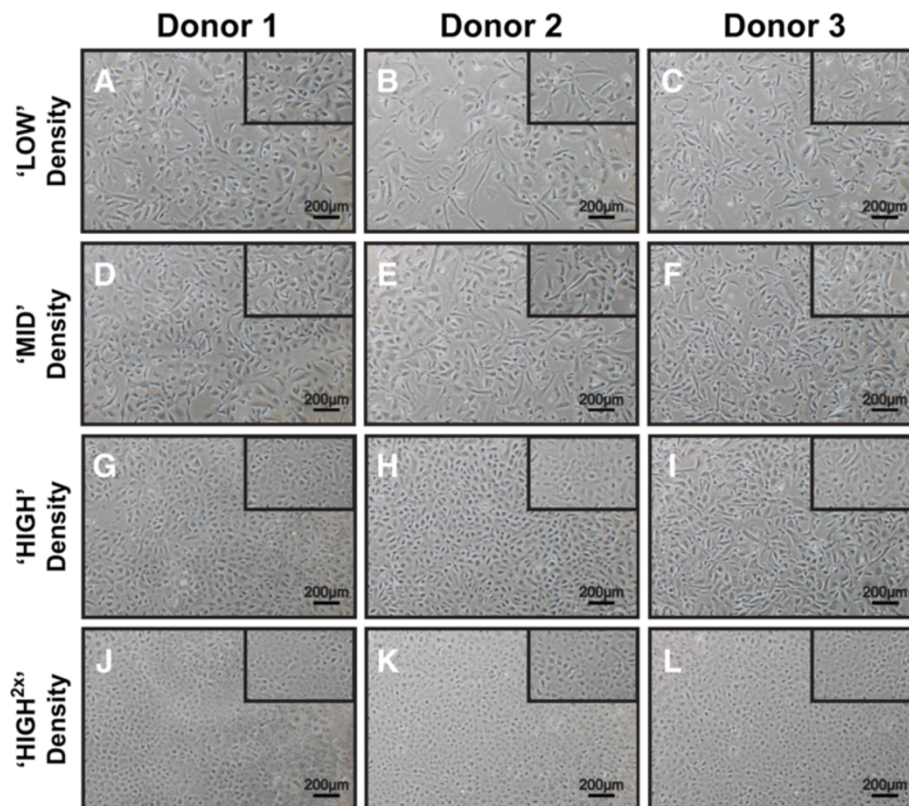 Donor 1 Donor 2 Donor 3
'LOW' Density
A 200µm B 200µm C 200µm
'MID' Density
D 200µm E 200µm F 200µm
'HIGH' Density
G 200µm H 200µm I 200µm
'HIGH²ˣ' Density
J 200µm K 200µm L 200µm